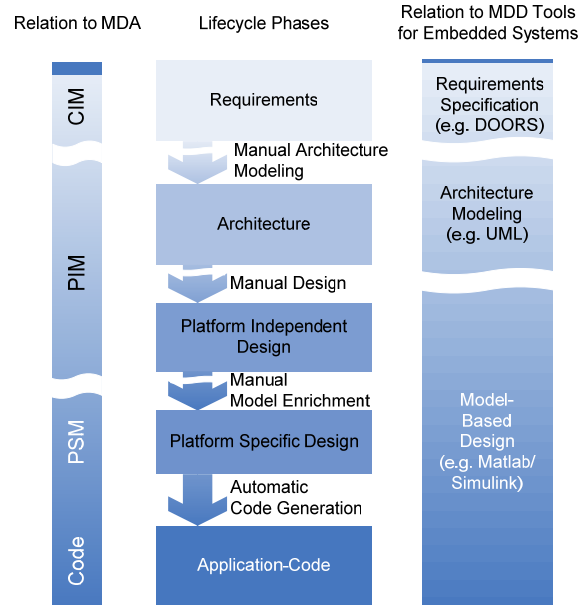 Relation to MDA
Lifecycle Phases
Relation to MDD Tools
for Embedded Systems
CIM
PIM
PSM
Code
Requirements
Manual Architecture
Modeling
Architecture
Manual Design
Platform Independent
Design
Manual
Model Enrichment
Platform Specific Design
Automatic
Code Generation
Application-Code
Requirements
Specification
(e.g. DOORS)
Architecture
Modeling
(e.g. UML)
Model-
Based
Design
(e.g. Matlab/
Simulink)